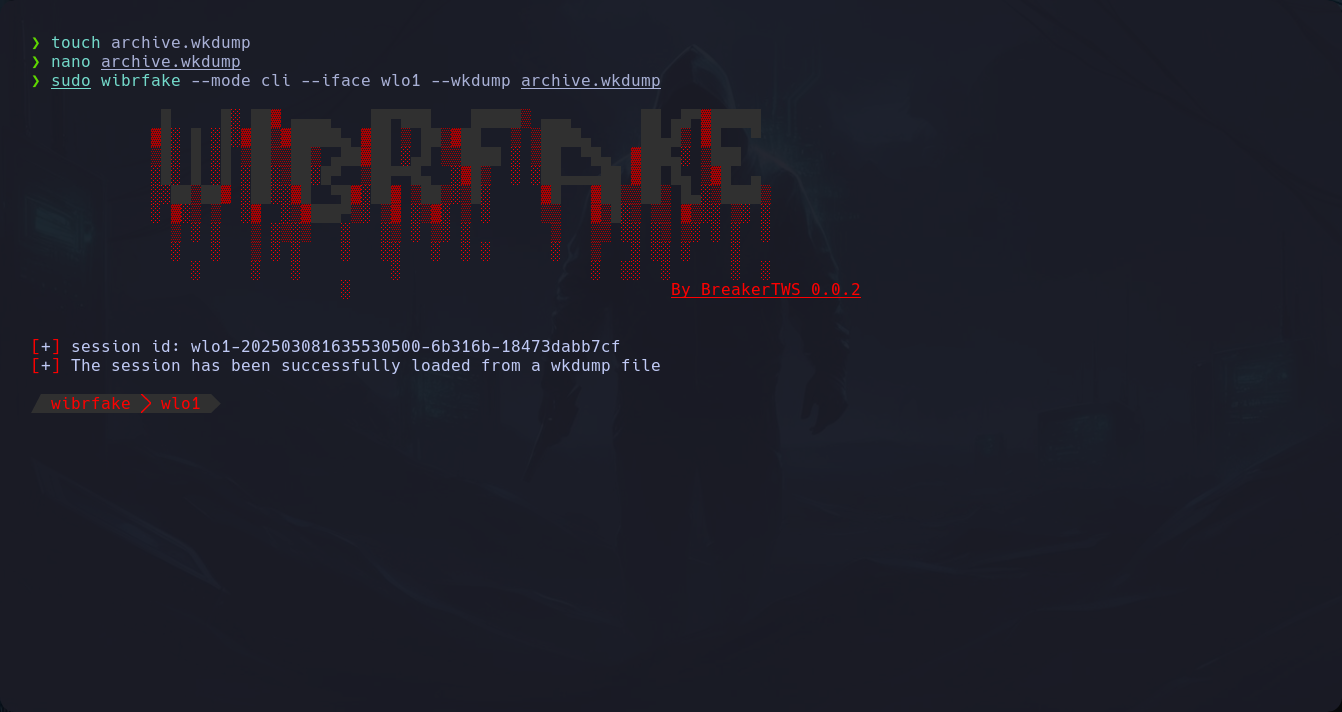 ❯ touch archive.wkdump
❯ nano archive.wkdump
❯ sudo wibrfake --mode cli --iface wlo1 --wkdump archive.wkdump
WIBRFAKE
By BreakerTWS 0.0.2
[+] session id: wlo1-202503081635530500-6b316b-18473dabb7cf
[+] The session has been successfully loaded from a wkdump file
wibrfake > wlo1